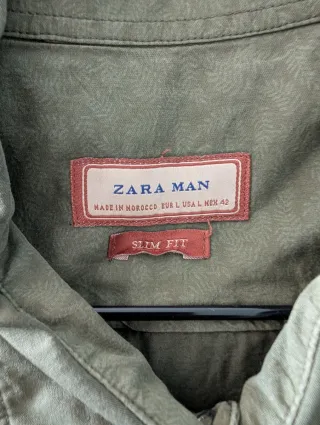 ZARA MAN
MADE IN MOROCCO EUR L USA L MEX 42
SLIM FIT